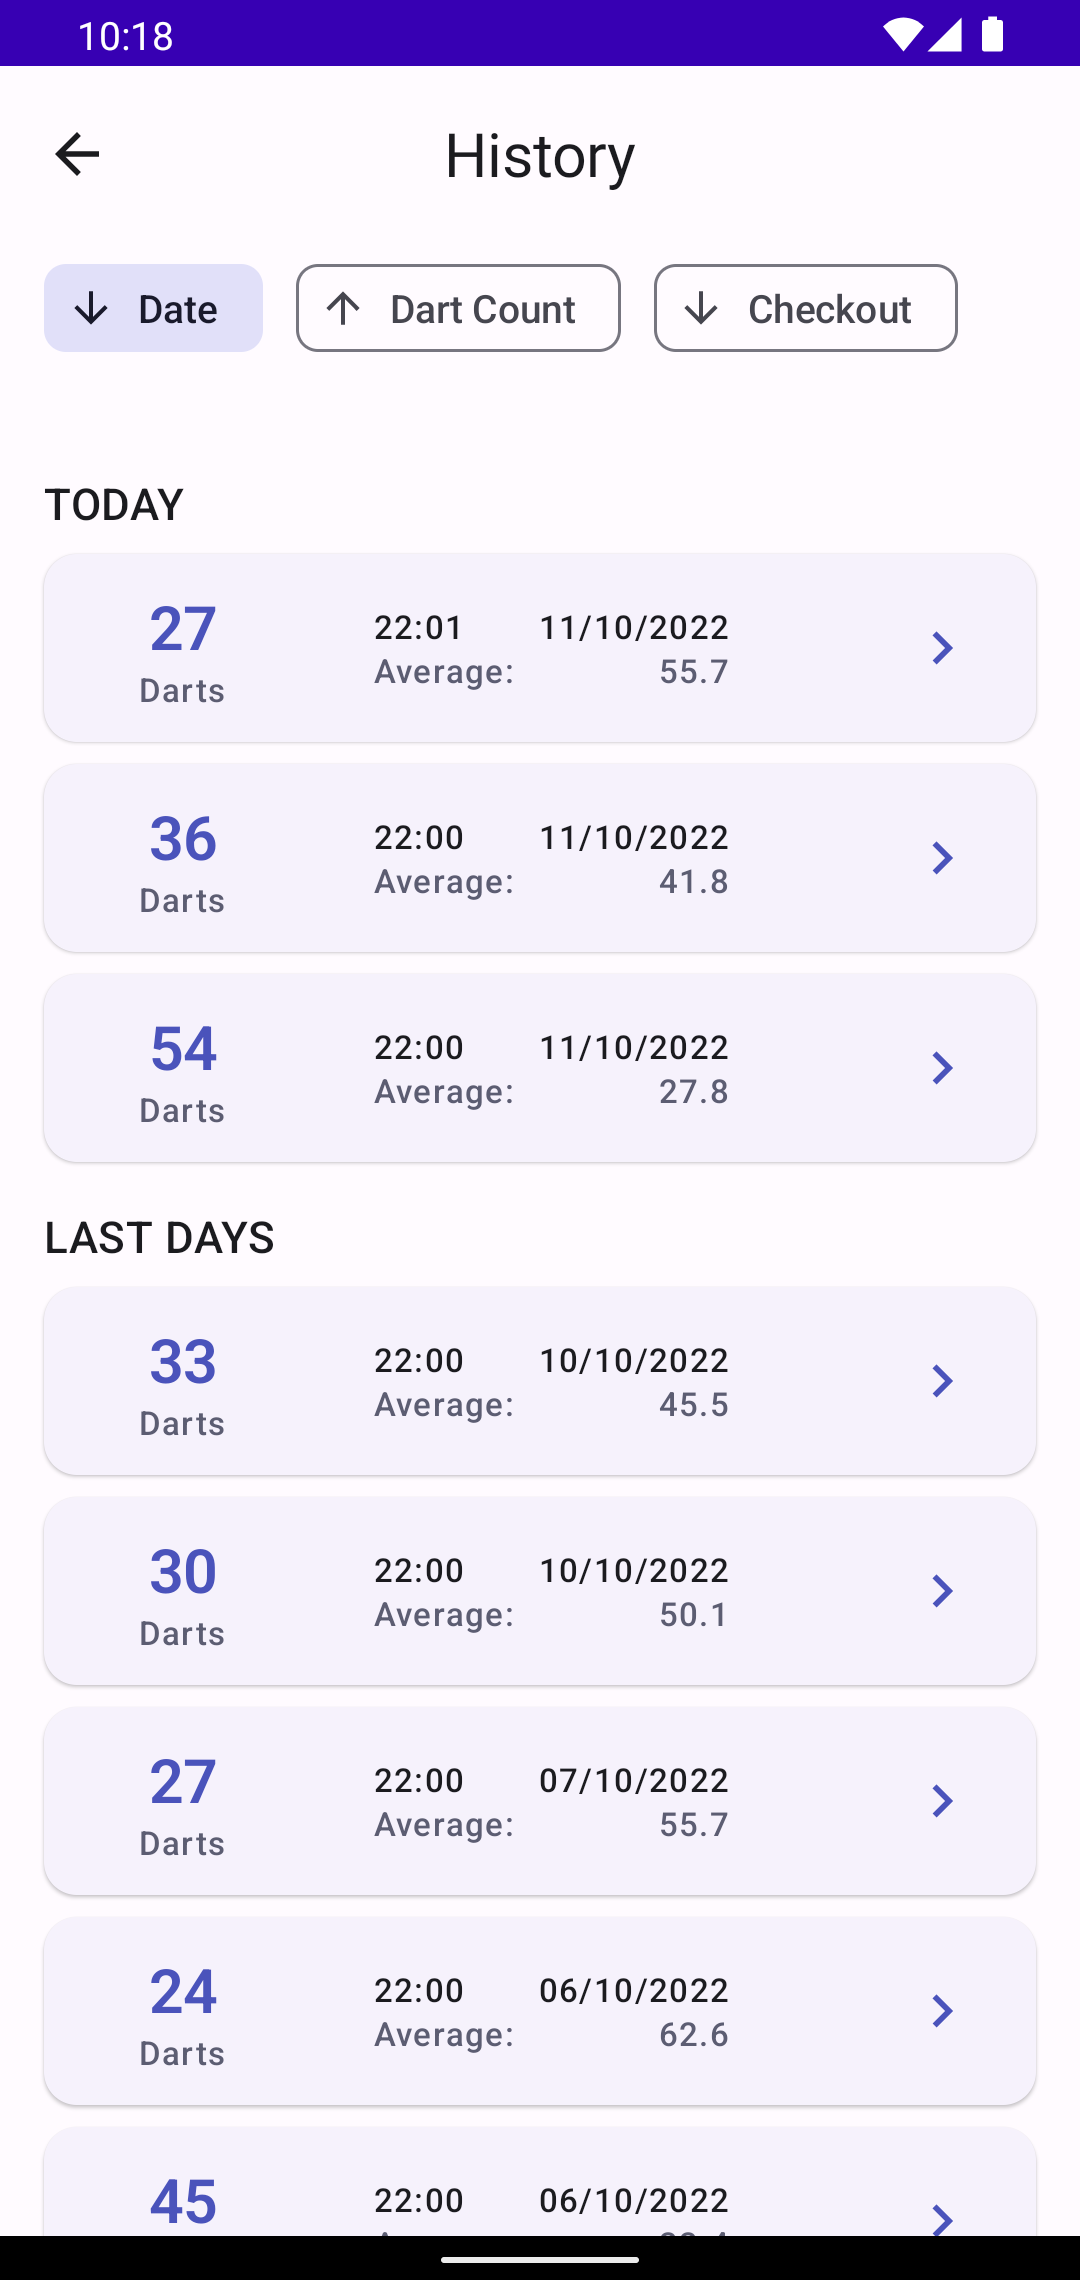 10:18
History
Date Dart Count Checkout
TODAY
27 22:01 11/10/2022
Darts Average: 55.7
36 22:00 11/10/2022
Darts Average: 41.8
54 22:00 11/10/2022
Darts Average: 27.8
LAST DAYS
33 22:00 10/10/2022
Darts Average: 45.5
30 22:00 10/10/2022
Darts Average: 50.1
27 22:00 07/10/2022
Darts Average: 55.7
24 22:00 06/10/2022
Darts Average: 62.6
45 22:00 06/10/2022